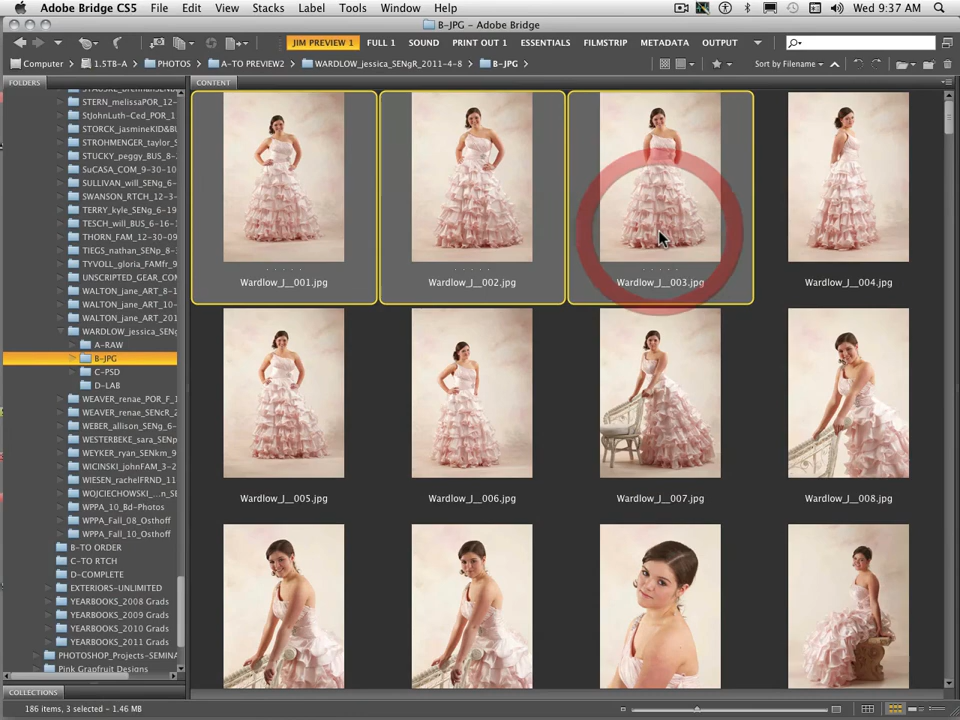 Adobe Bridge CS5 File Edit View Stacks Label Tools Window Help Wed 9:37 AM
B-JPG – Adobe Bridge
JIM PREVIEW 1 FULL 1 SOUND PRINT OUT 1 ESSENTIALS FILMSTRIP METADATA OUTPUT
Computer 1.5TB-A PHOTOS A-TO PREVIEW2 WARDLOW_jessica_SENgR_2011-4-8 B-JPG Sort by Filename
FOLDERS
CONTENT
STERN_melissaPOR_12-
StJohnLuth-Ced_POR_1
STORCK_jasmineKID&BU
STROHMENGER_taylor_S
STUCKY_peggy_BUS_8-
SuCASA_COM_9-30-10
SULLIVAN_will_SENg_6-
SWANSON_RTCH_12-3-
TERRY_kyle_SENg_6-19
TESCH_will_BUS_6-16-
THORN_FAM_12-30-09
TIEGS_nathan_SENp_8-
TYVOLL_gloria_FAMfr_9
UNSCRIPTED_GEAR_COM
WALTON_jane_ART_8-1
WALTON_jane_ART_10-
WALTON_jane_ART_201
WARDLOW_jessica_SENg
A-RAW
B-JPG
C-PSD
D-LAB
WEAVER_renae_POR_F_1
WEAVER_renae_SENcR_2
WEBER_allison_SENg_6-
WESTERBEKE_sara_SENp
WEYKER_ryan_SENkm_9
WICINSKI_johnFAM_3-2
WIESEN_rachelFRND_11
WOJCIECHOWSKI_...n_SE
WPPA_10_Bd-Photos
WPPA_Fall_08_Osthoff
WPPA_Fall_10_Osthoff
B-TO ORDER
C-TO RTCH
D-COMPLETE
EXTERIORS-UNLIMITED
YEARBOOKS_2008 Grads
YEARBOOKS_2009 Grads
YEARBOOKS_2010 Grads
YEARBOOKS_2011 Grads
PHOTOSHOP_Projects-SEMINA
Pink Grapfruit Designs
Wardlow_J__001.jpg Wardlow_J__002.jpg Wardlow_J__003.jpg Wardlow_J__004.jpg
Wardlow_J__005.jpg Wardlow_J__006.jpg Wardlow_J__007.jpg Wardlow_J__008.jpg
COLLECTIONS
186 items, 3 selected - 1.46 MB